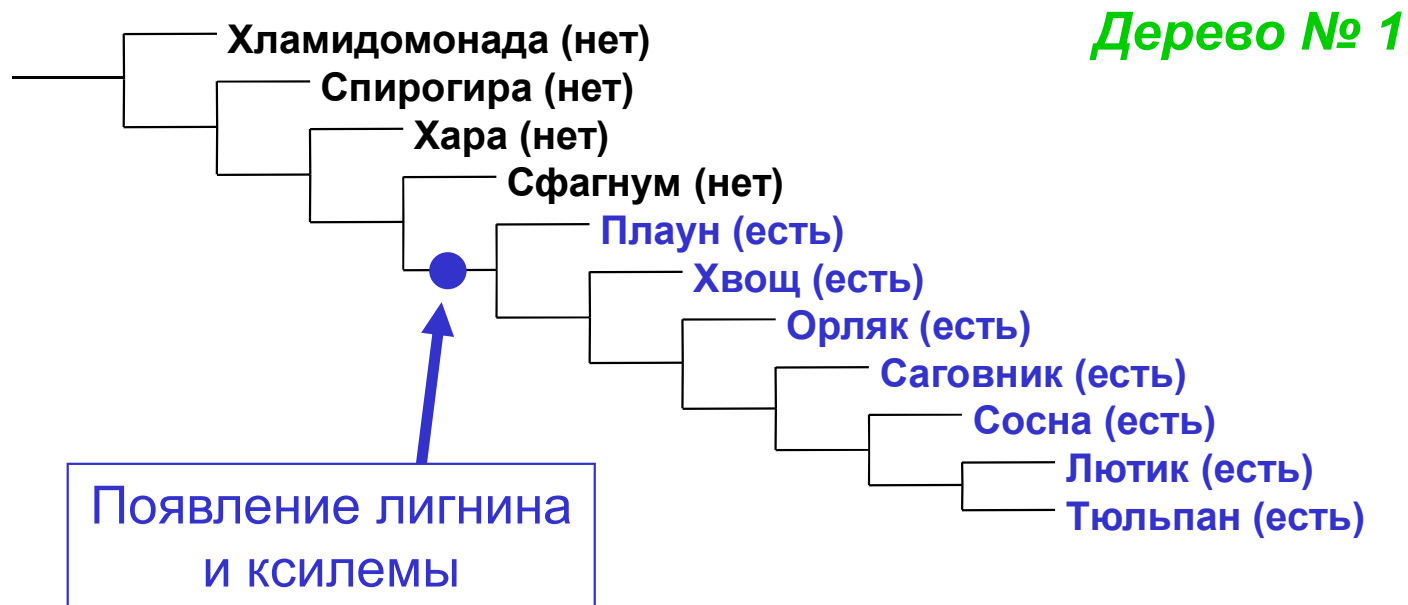 Дерево № 1
Хламидомонада (нет)
Спирогира (нет)
Хара (нет)
Сфагнум (нет)
Плаун (есть)
Хвощ (есть)
Орляк (есть)
Саговник (есть)
Сосна (есть)
Лютик (есть)
Тюльпан (есть)
Появление лигнина
и ксилемы